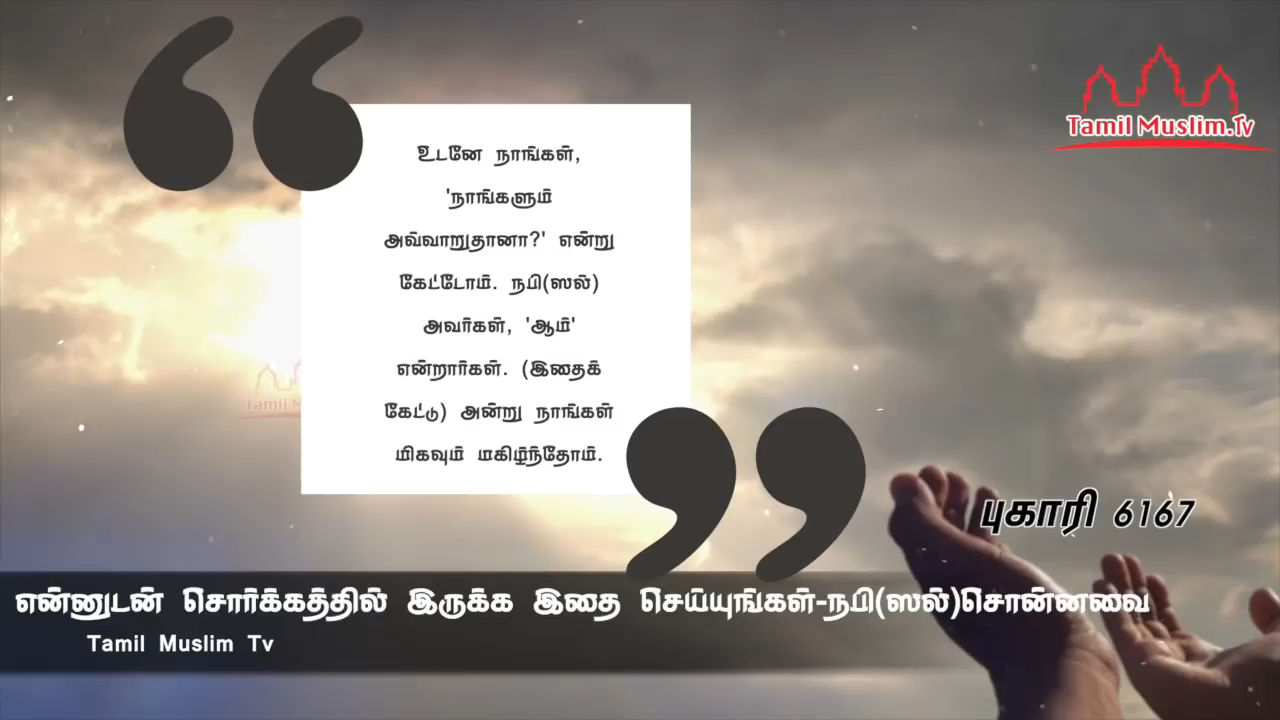 Tamil Muslim.Tv
உடனே நாங்கள்,
'நாங்களும்
அவ்வாறுதானா?' என்று
கேட்டோம். நபி(ஸல்)
அவர்கள், 'ஆம்'
என்றார்கள். (இதைக்
கேட்டு) அன்று நாங்கள்
மிகவும் மகிழ்ந்தோம்.
புகாரி 6167
என்னுடன் சொர்க்கத்தில் இருக்க இதை செய்யுங்கள்-நபி(ஸல்)சொன்னவை
Tamil Muslim Tv